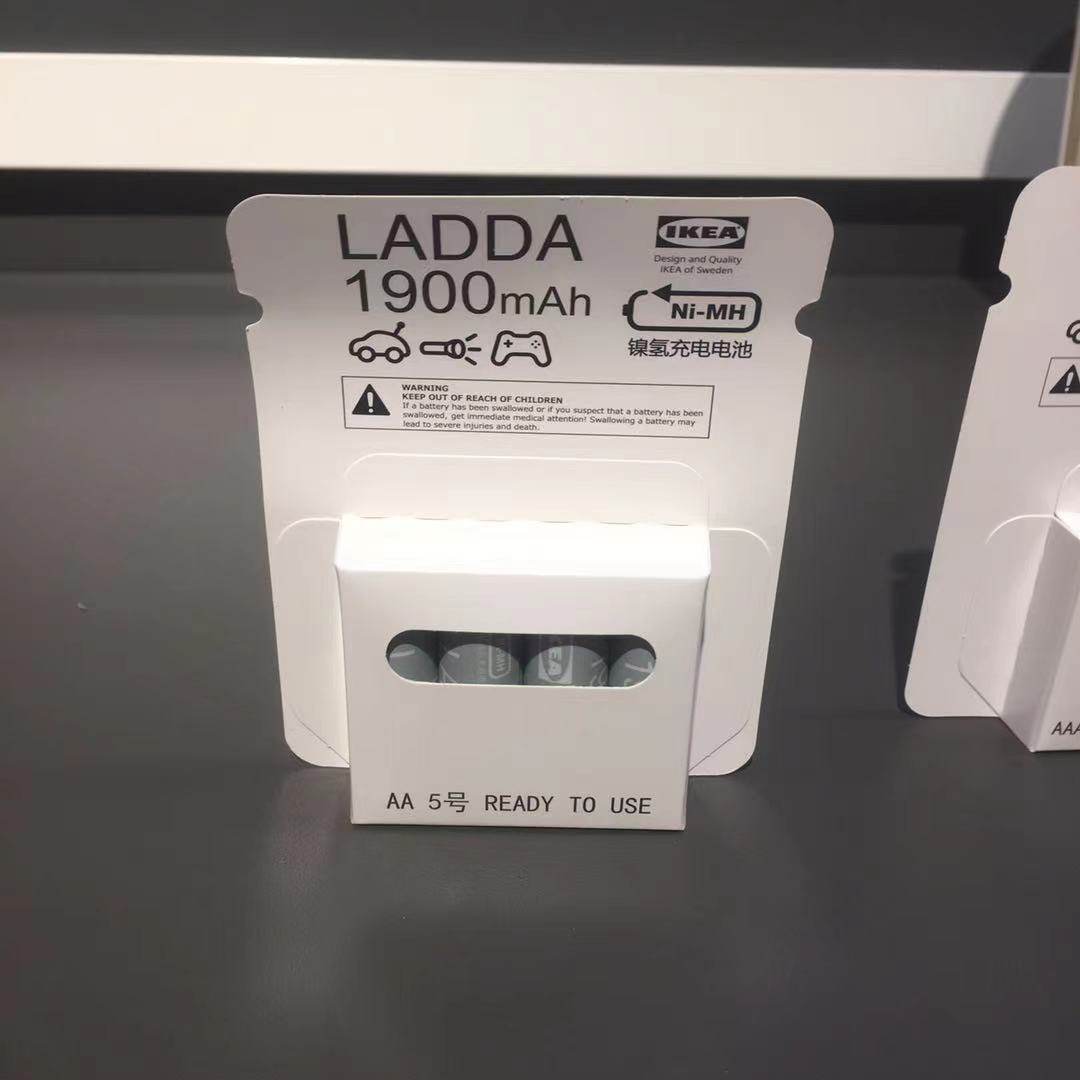 LADDA
1900mAh
IKEA
Design and Quality
IKEA of Sweden
Ni-MH
镍氢充电电池
WARNING
KEEP OUT OF REACH OF CHILDREN
If a battery has been swallowed or if you suspect that a battery has been
swallowed, get immediate medical attention! Swallowing a battery may
lead to severe injuries and death.
IKEA
AA 5号 READY TO USE
AAA